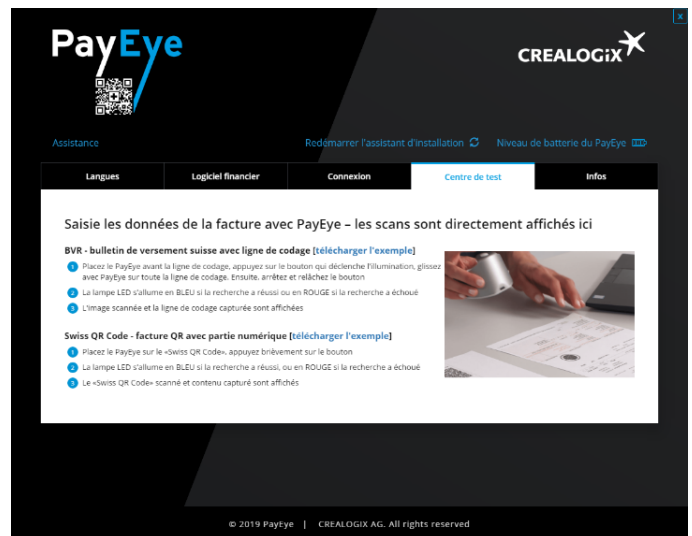 x
PayEye
CREALOGiX
Assistance
Redémarrer l'assistant d'installation
Niveau de batterie du PayEye
Langues
Logiciel financier
Connexion
Centre de test
Infos
Saisie les données de la facture avec PayEye – les scans sont directement affichés ici
BVR - bulletin de versement suisse avec ligne de codage [télécharger l'exemple]
1 Placez le PayEye avant la ligne de codage, appuyez sur le bouton qui déclenche l'illumination, glissez
avec PayEye sur toute la ligne de codage. Ensuite, arrêtez et relâchez le bouton
2 La lampe LED s'allume en BLEU si la recherche a réussi ou en ROUGE si la recherche a échoué
3 L'image scannée et la ligne de codage capturée sont affichées
Swiss QR Code - facture QR avec partie numérique [télécharger l'exemple]
1 Placez le PayEye sur le «Swiss QR Code», appuyez brièvement sur le bouton
2 La lampe LED s'allume en BLEU si la recherche a réussi, ou en ROUGE si la recherche a échoué
3 Le «Swiss QR Code» scanné et contenu capturé sont affichés
© 2019 PayEye | CREALOGIX AG. All rights reserved